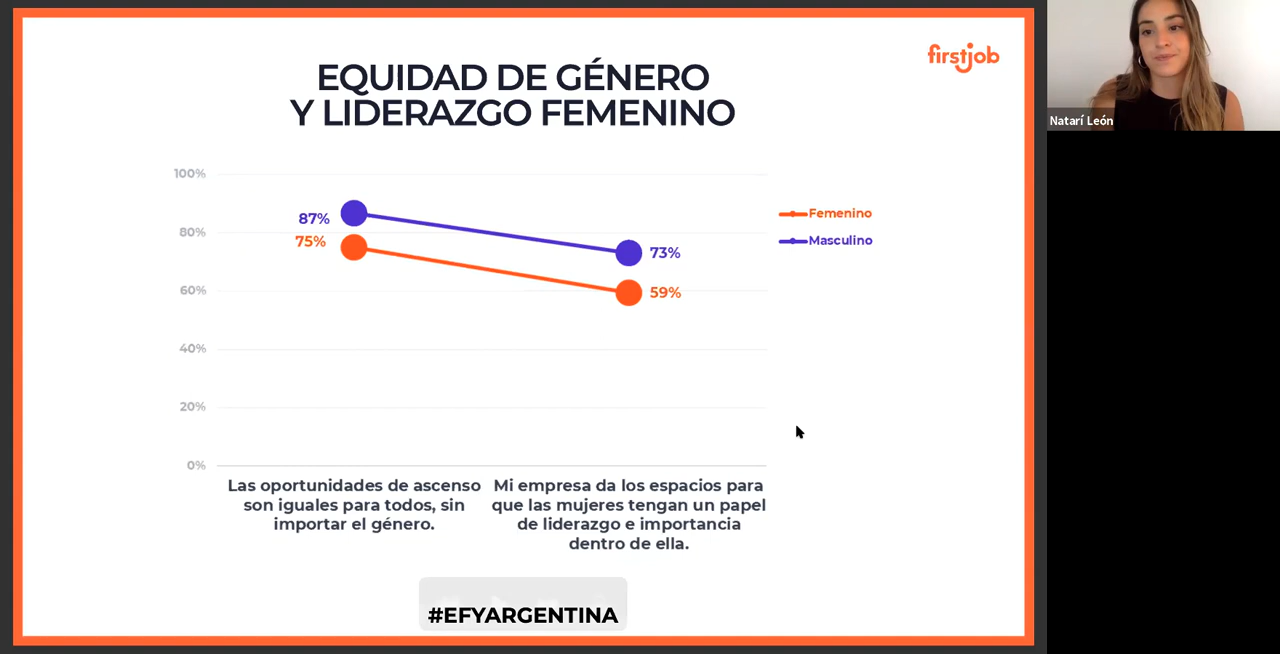 firstjob
EQUIDAD DE GÉNERO
Y LIDERAZGO FEMENINO
100%
80%
60%
40%
20%
0%
87%
75%
73%
59%
Femenino
Masculino
Las oportunidades de ascenso
son iguales para todos, sin
importar el género.
Mi empresa da los espacios para
que las mujeres tengan un papel
de liderazgo e importancia
dentro de ella.
#EFYARGENTINA
Natarí León